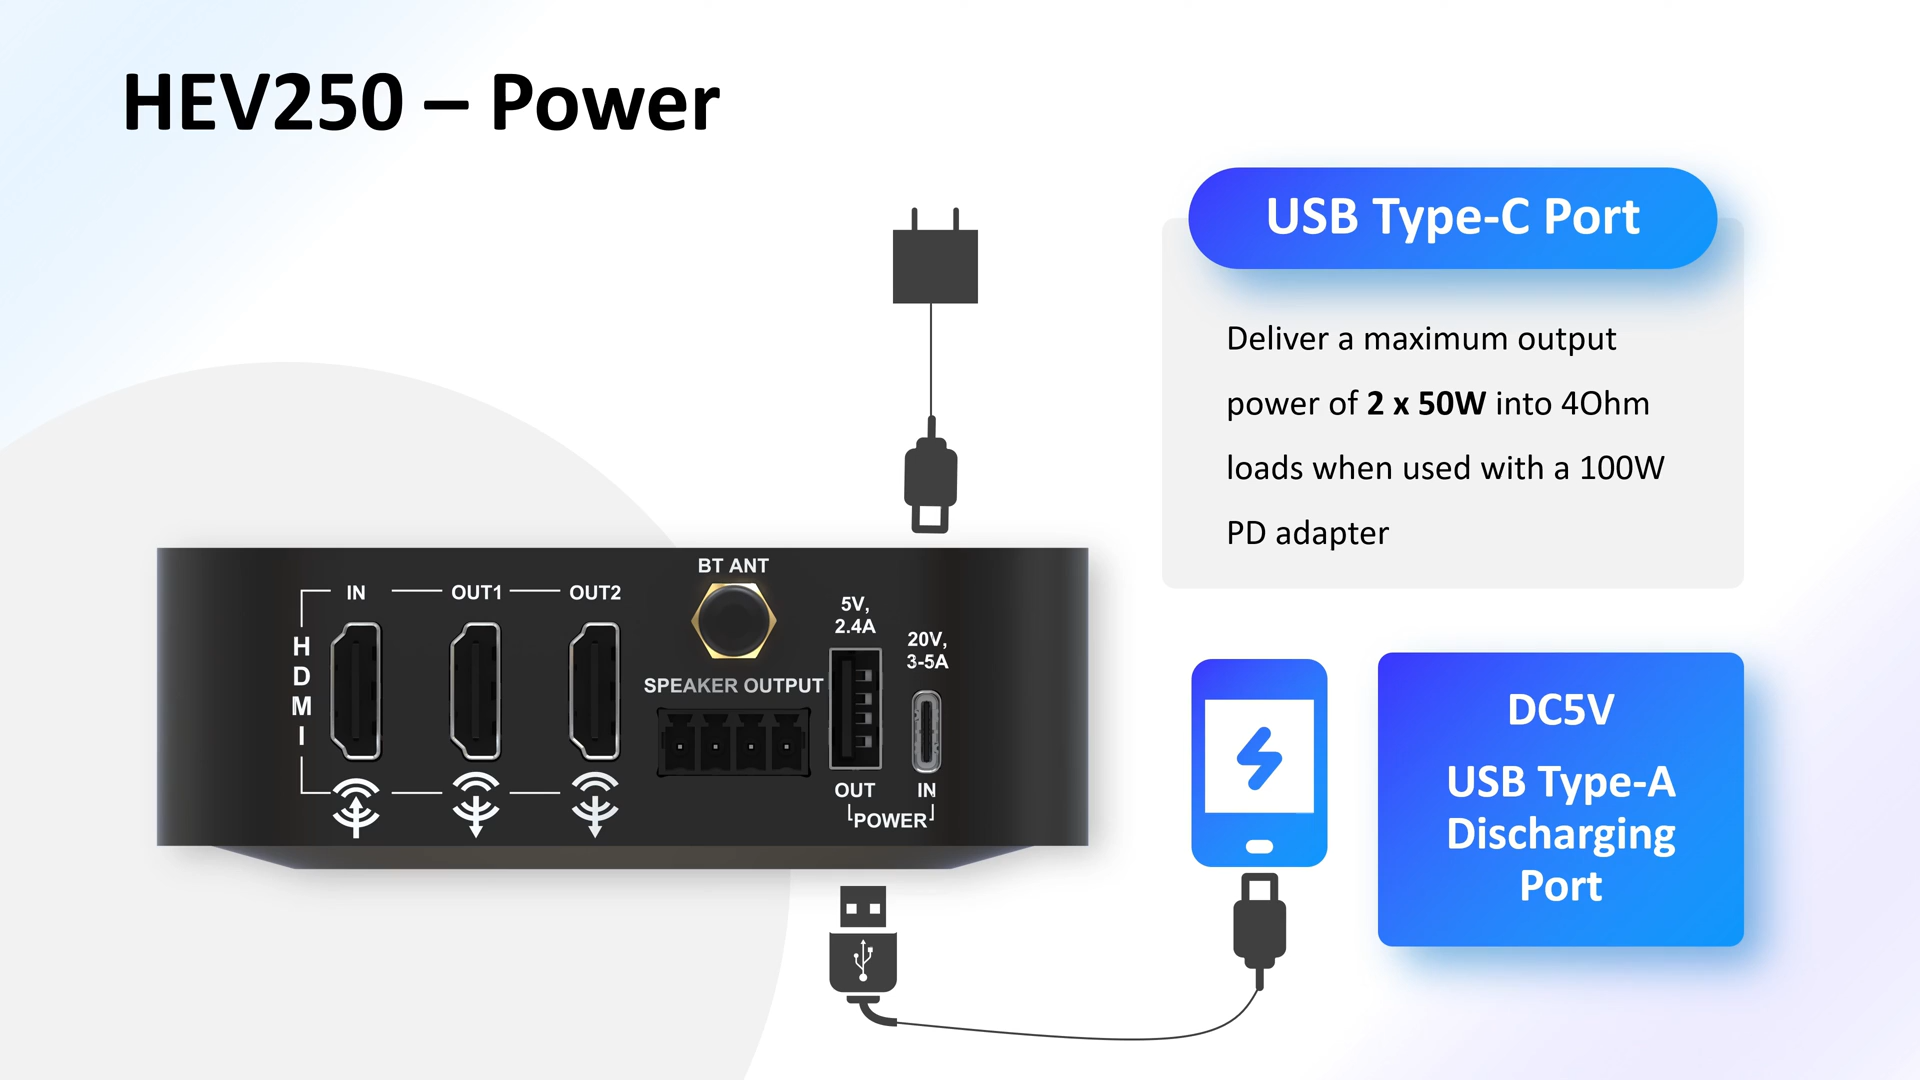 HEV250 – Power
USB Type-C Port
Deliver a maximum output
power of 2 x 50W into 4Ohm
loads when used with a 100W
PD adapter
BT ANT
IN
OUT1
OUT2
5V,
2.4A
20V,
3-5A
HDMI
SPEAKER OUTPUT
OUT
IN
POWER
DC5V
USB Type-A
Discharging
Port